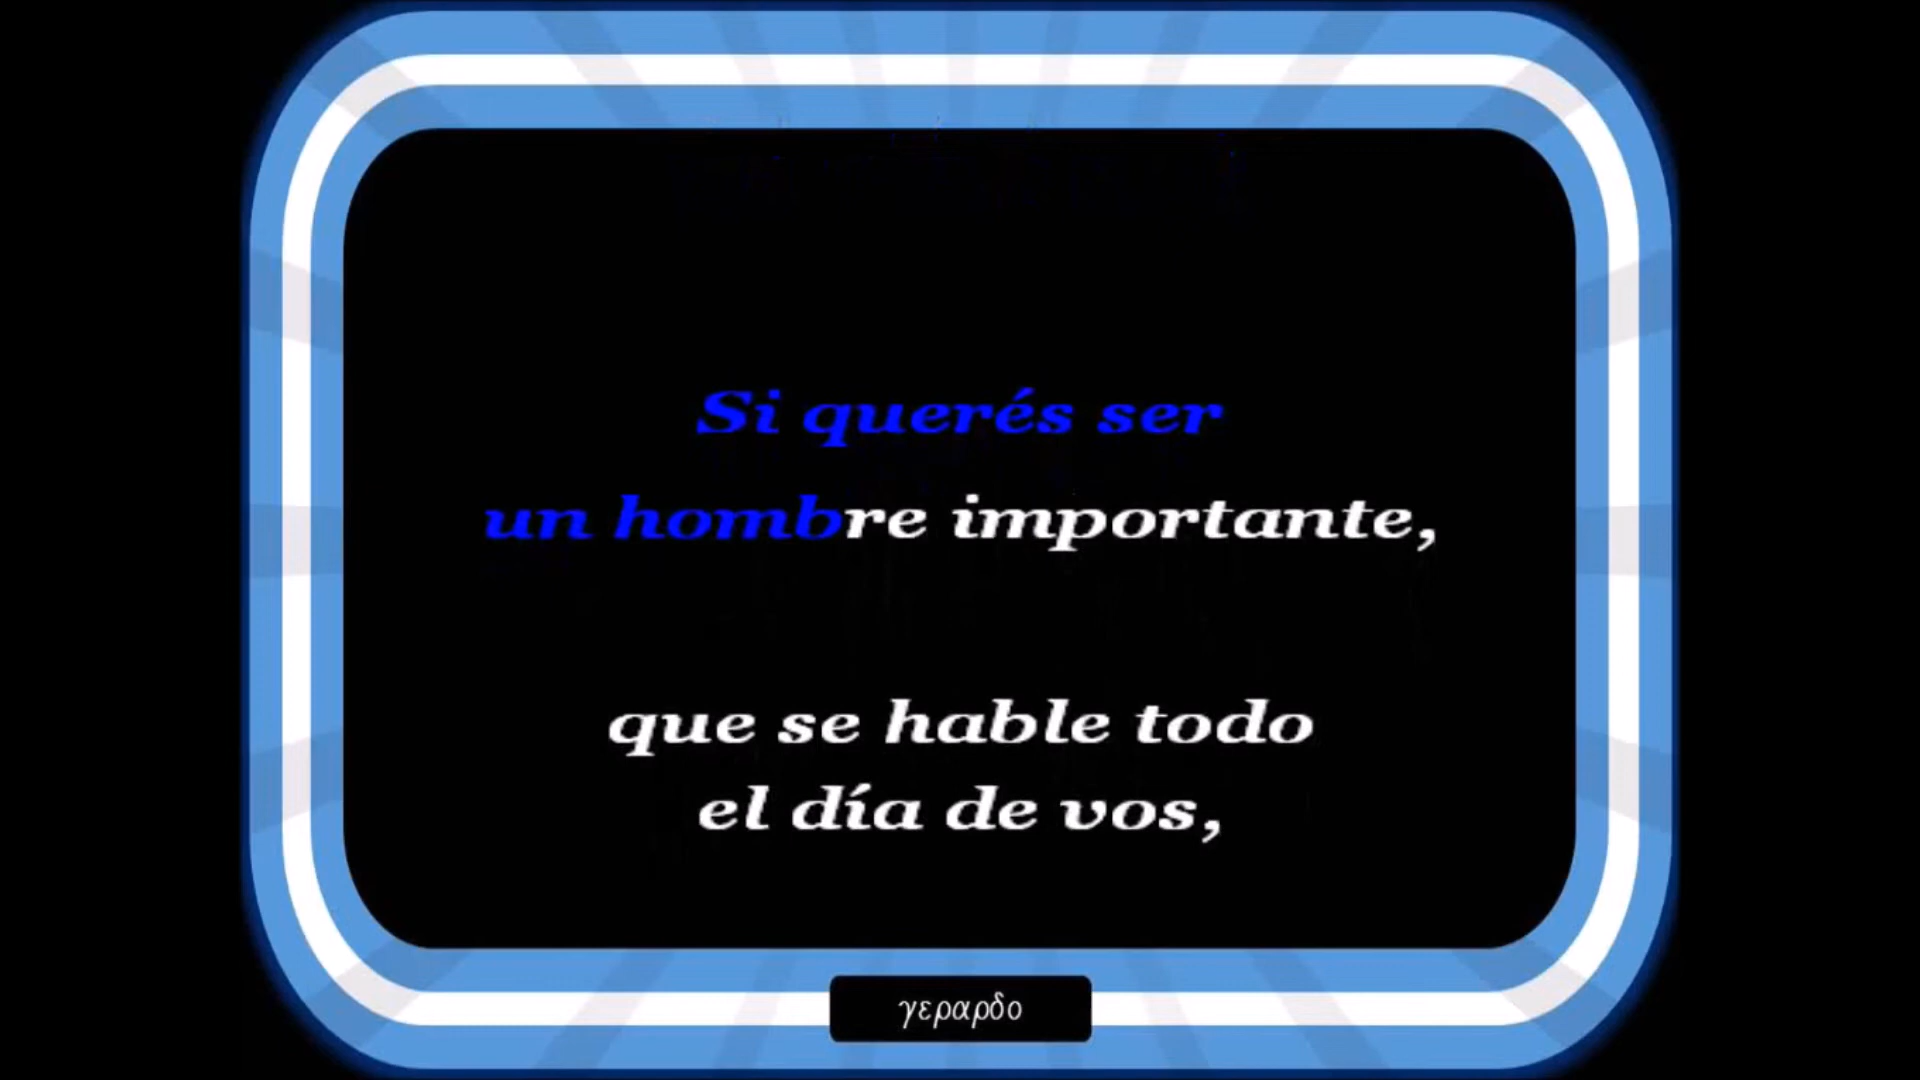 Si querés ser
un hombre importante,
que se hable todo
el día de vos,
γεραρδο